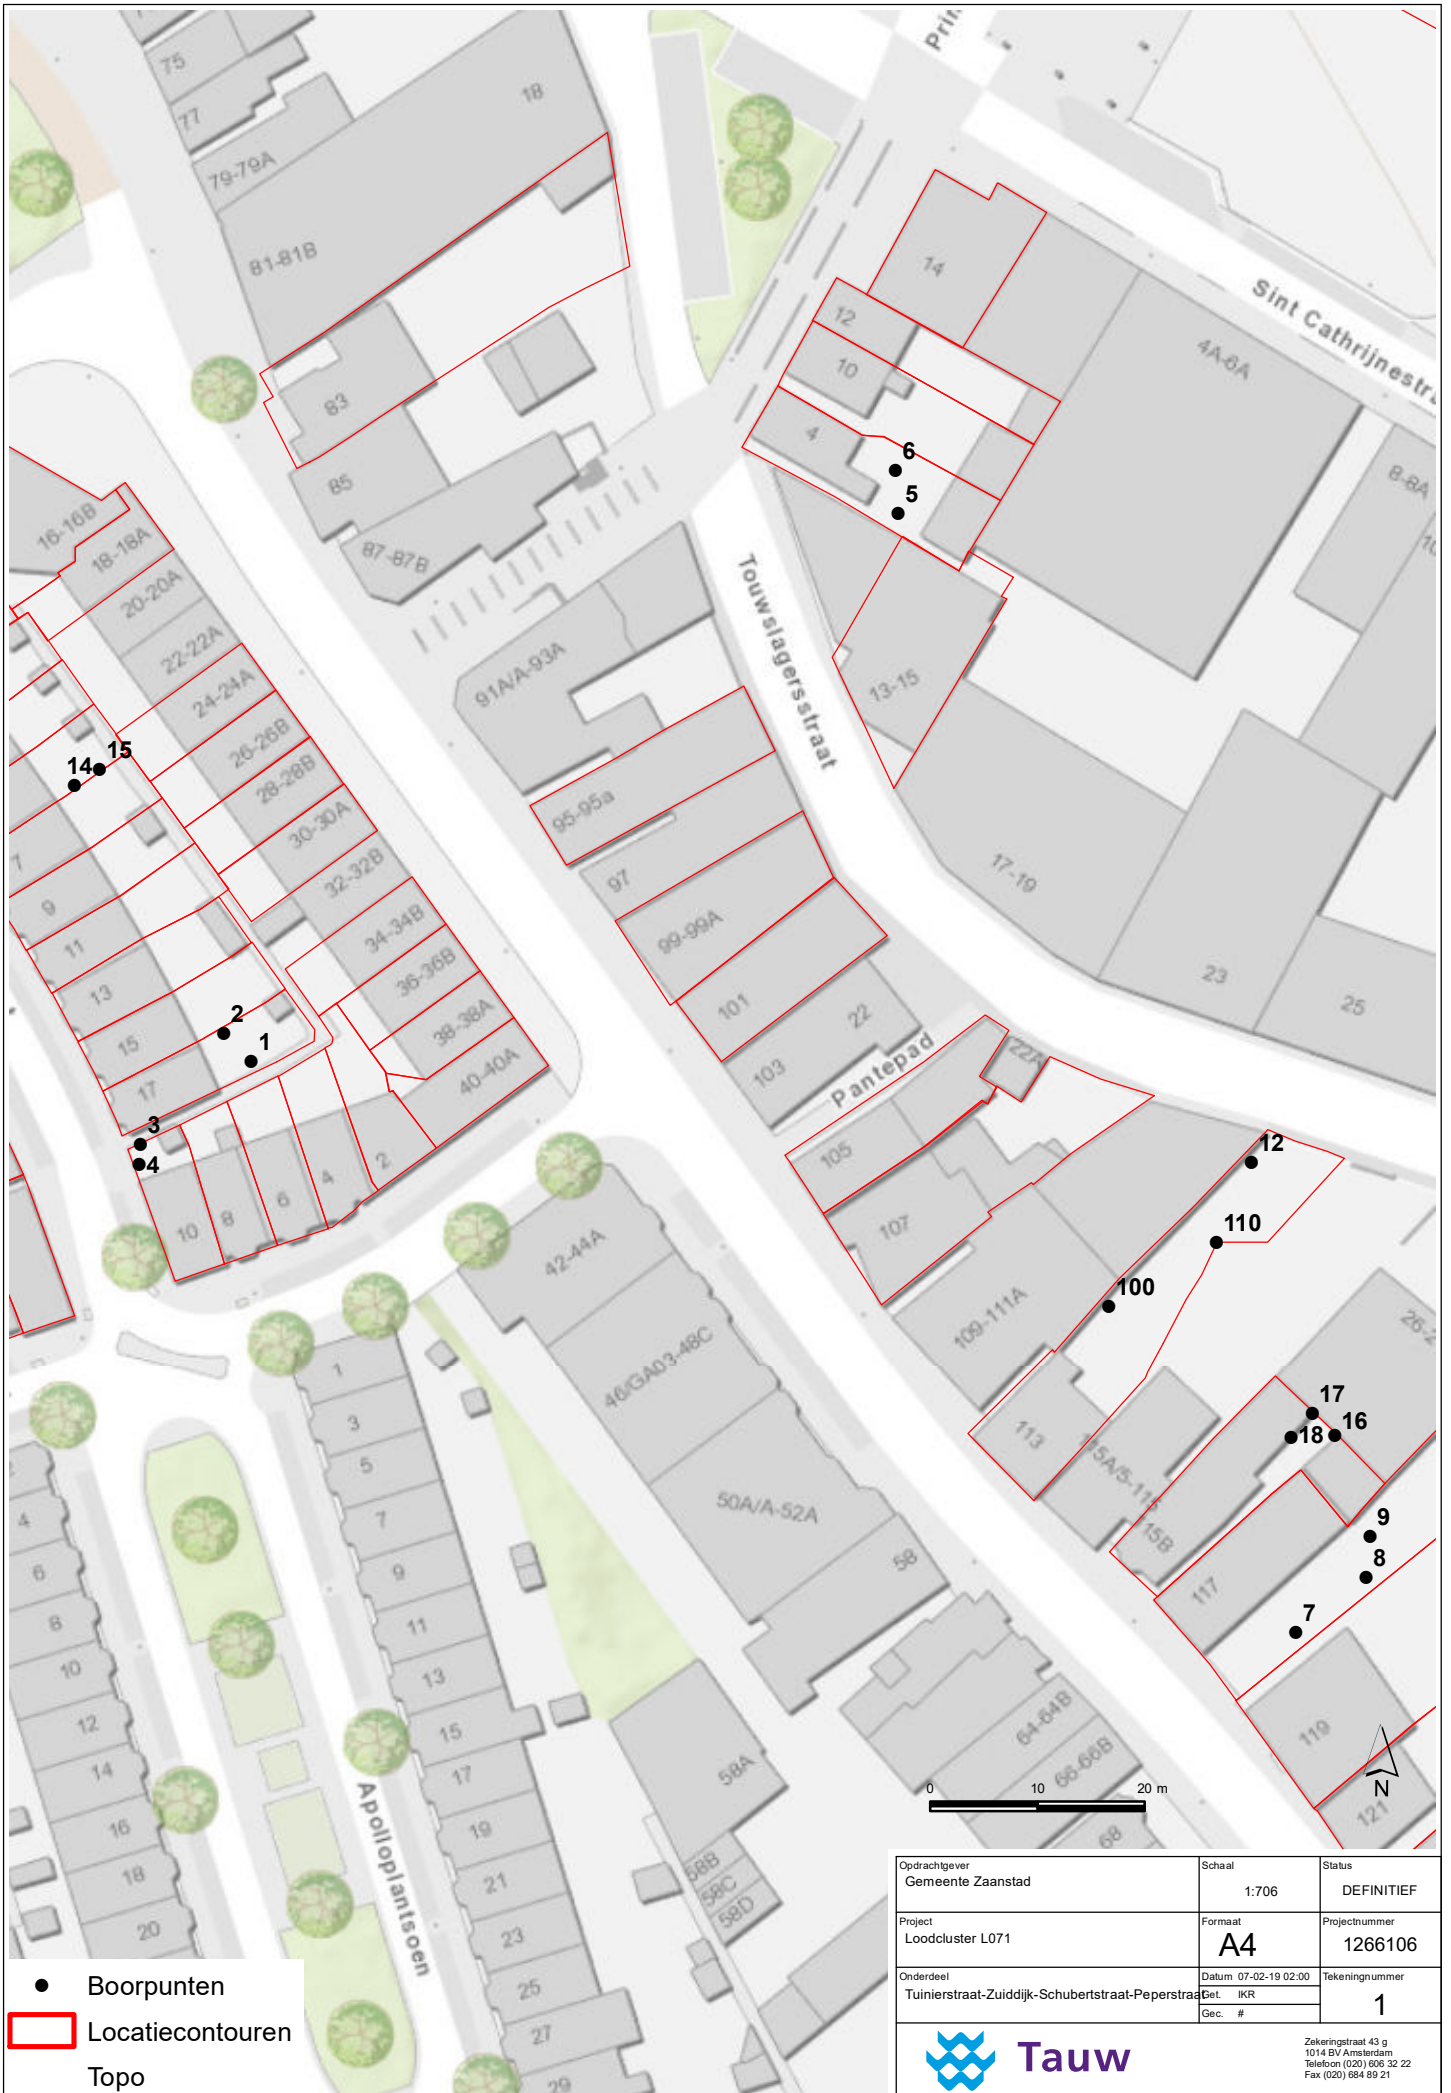 75
77
18
79-79A
81-81B
83
85
87-87B
14
12
10
4
6
5
Sint Cathrijnestr
4A-6A
8-8A
Touwslagersstraat
13-15
17-19
23
25
16-16B
18-18A
20-20A
22-22A
24-24A
26-26B
28-28B
30-30A
32-32B
34-34B
36-36B
38-38A
40-40A
91A/A-93A
95-95a
97
99-99A
101
103
22
Pantepad
22A
105
107
109-111A
113
117
119
121
14
15
7
9
11
13
15
17
2
1
3
4
10
8
6
4
2
12
110
100
17
16
18
9
8
7
42-44A
46/GA03-48C
50A/A-52A
58
58A
58B
58C
58D
64-64B
66-66B
68
1
3
5
7
9
11
13
15
17
19
21
23
25
27
29
4
6
8
10
12
14
16
18
20
Apolloplantsoen
0 10 20 m
N
Boorpunten
Locatiecontouren
Topo
Opdrachtgever
Gemeente Zaanstad
Schaal
1:706
Status
DEFINITIEF
Project
Loodcluster L071
Formaat
A4
Projectnummer
1266106
Onderdeel
Tuinierstraat-Zuiddijk-Schubertstraat-Peperstraat
Datum 07-02-19 02:00
Get. IKR
Gec. #
Tekeningnummer
1
Tauw
Zekeringstraat 43 g
1014 BV Amsterdam
Telefoon (020) 606 32 22
Fax (020) 684 89 21